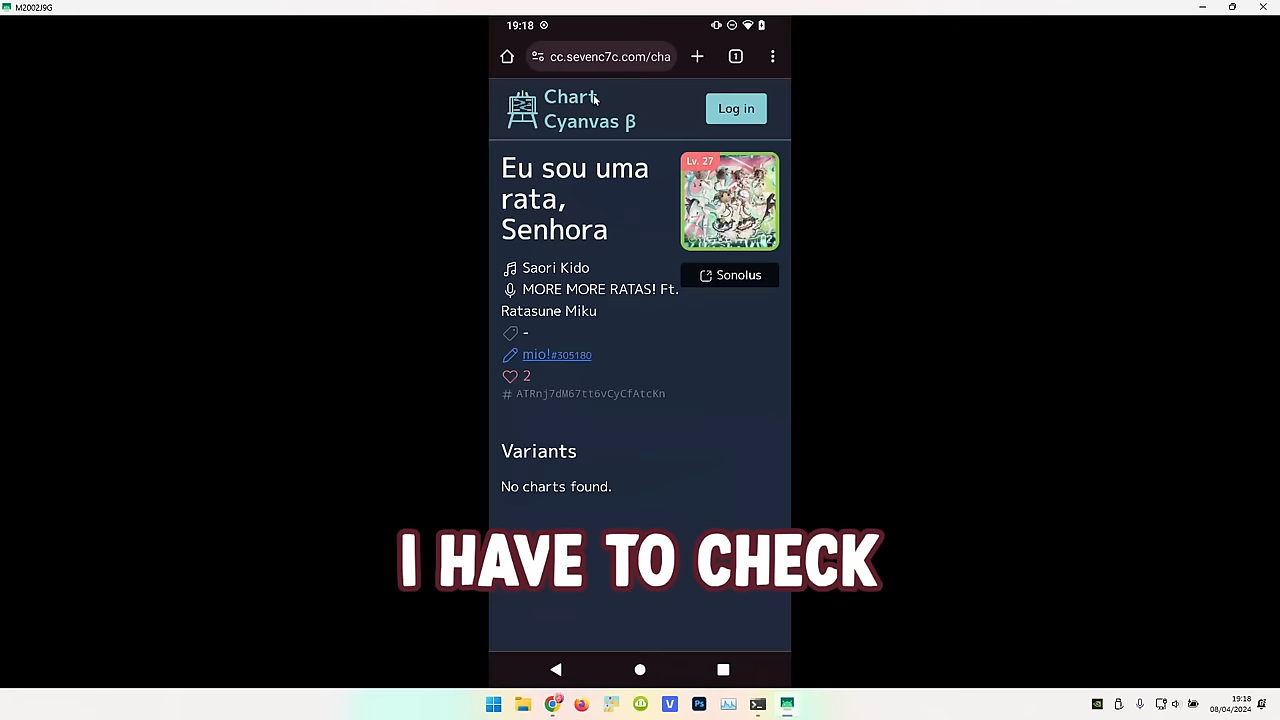 M2002J9G
19:18
cc.sevenc7c.com/cha
1
Chart
Cyanvas β
Log in
Eu sou uma
rata,
Senhora
Lv. 27
Saori Kido
Sonolus
MORE MORE RATAS! Ft.
Ratasune Miku
-
mio!#305180
2
# ATRnj7dM67tt6vCyCfAtcKn
Variants
No charts found.
I HAVE TO CHECK
Ps
19:18
08/04/2024